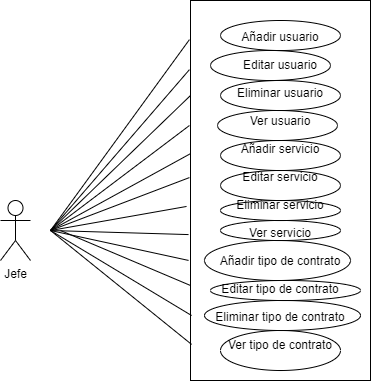 Añadir usuario
Editar usuario
Eliminar usuario
Ver usuario
Añadir servicio
Editar servicio
Eliminar servicio
Ver servicio
Añadir tipo de contrato
Editar tipo de contrato
Eliminar tipo de contrato
Ver tipo de contrato
Jefe